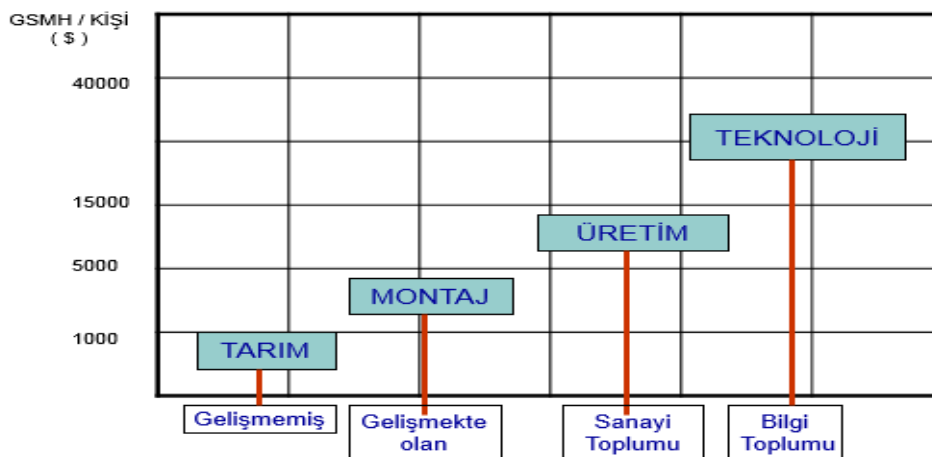 GSMH / KİŞİ
( $ )
40000
TEKNOLOJİ
15000
ÜRETİM
5000
MONTAJ
1000
TARIM
Gelişmemiş
Gelişmekte
olan
Sanayi
Toplumu
Bilgi
Toplumu